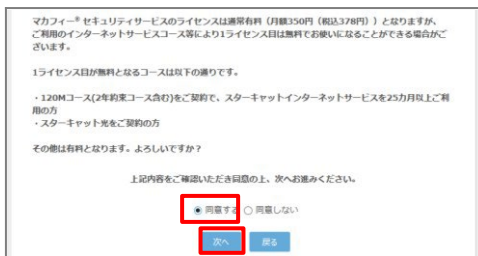 マカフィー® セキュリティサービスのライセンスは通常有料（月額350円（税込378円））となりますが、
ご利用のインターネットサービスコース等により1ライセンス目は無料でお使いになることができる場合がご
ざいます。
1ライセンス目が無料となるコースは以下の通りです。
・120Mコース(2年約束コース含む)をご契約で、スターキャットインターネットサービスを25カ月以上ご利
用の方
・スターキャット光をご契約の方
その他は有料となります。よろしいですか？
上記内容をご確認いただき同意の上、次へお進みください。
同意する 同意しない
次へ 戻る